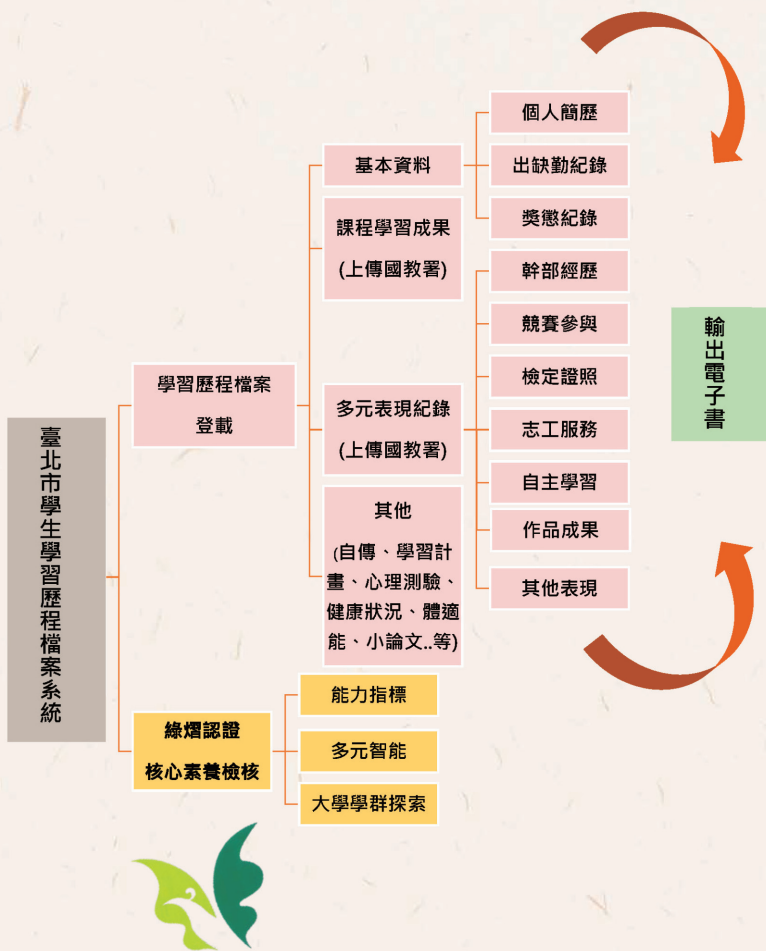 臺北市學生學習歷程檔案系統
學習歷程檔案
登載
基本資料
個人簡歷
出缺勤紀錄
獎懲紀錄
課程學習成果
(上傳國教署)
多元表現紀錄
(上傳國教署)
幹部經歷
競賽參與
檢定證照
志工服務
自主學習
作品成果
其他表現
其他
(自傳、學習計
畫、心理測驗、
健康狀況、體適
能、小論文..等)
綠熠認證
核心素養檢核
能力指標
多元智能
大學學群探索
輸出電子書